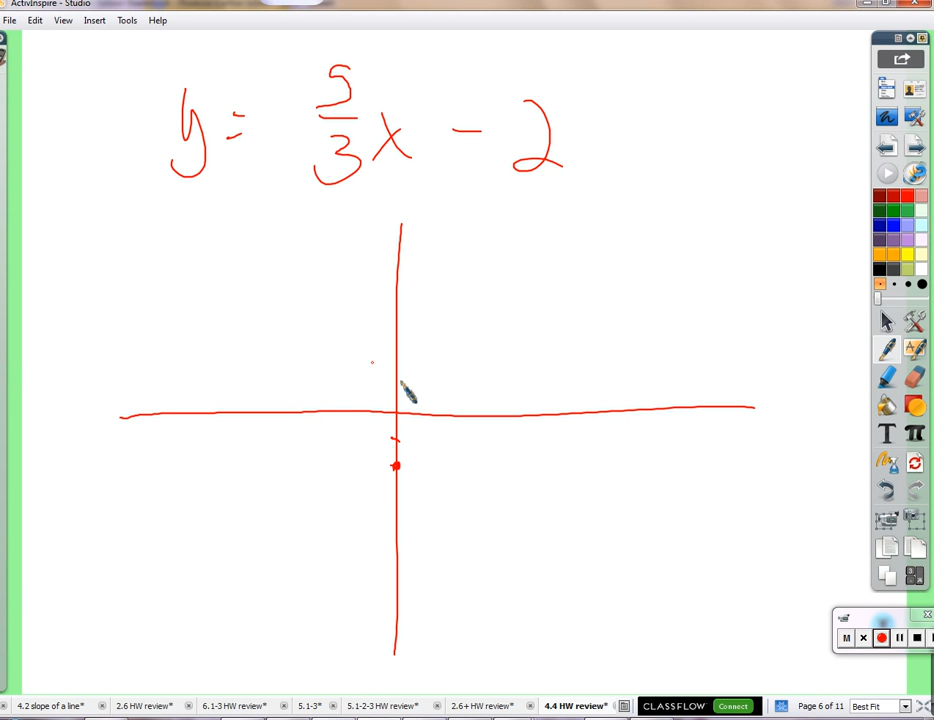 ActivInspire - Studio
File Edit View Insert Tools Help
y = 5/3 x - 2
M
4.2 slope of a line* 2.6 HW review* 6.1-3 HW review* 5.1-3* 5.1-2-3 HW review* 2.6+ HW review* 4.4 HW review* CLASSFLOW Connect Page 6 of 11 Best Fit